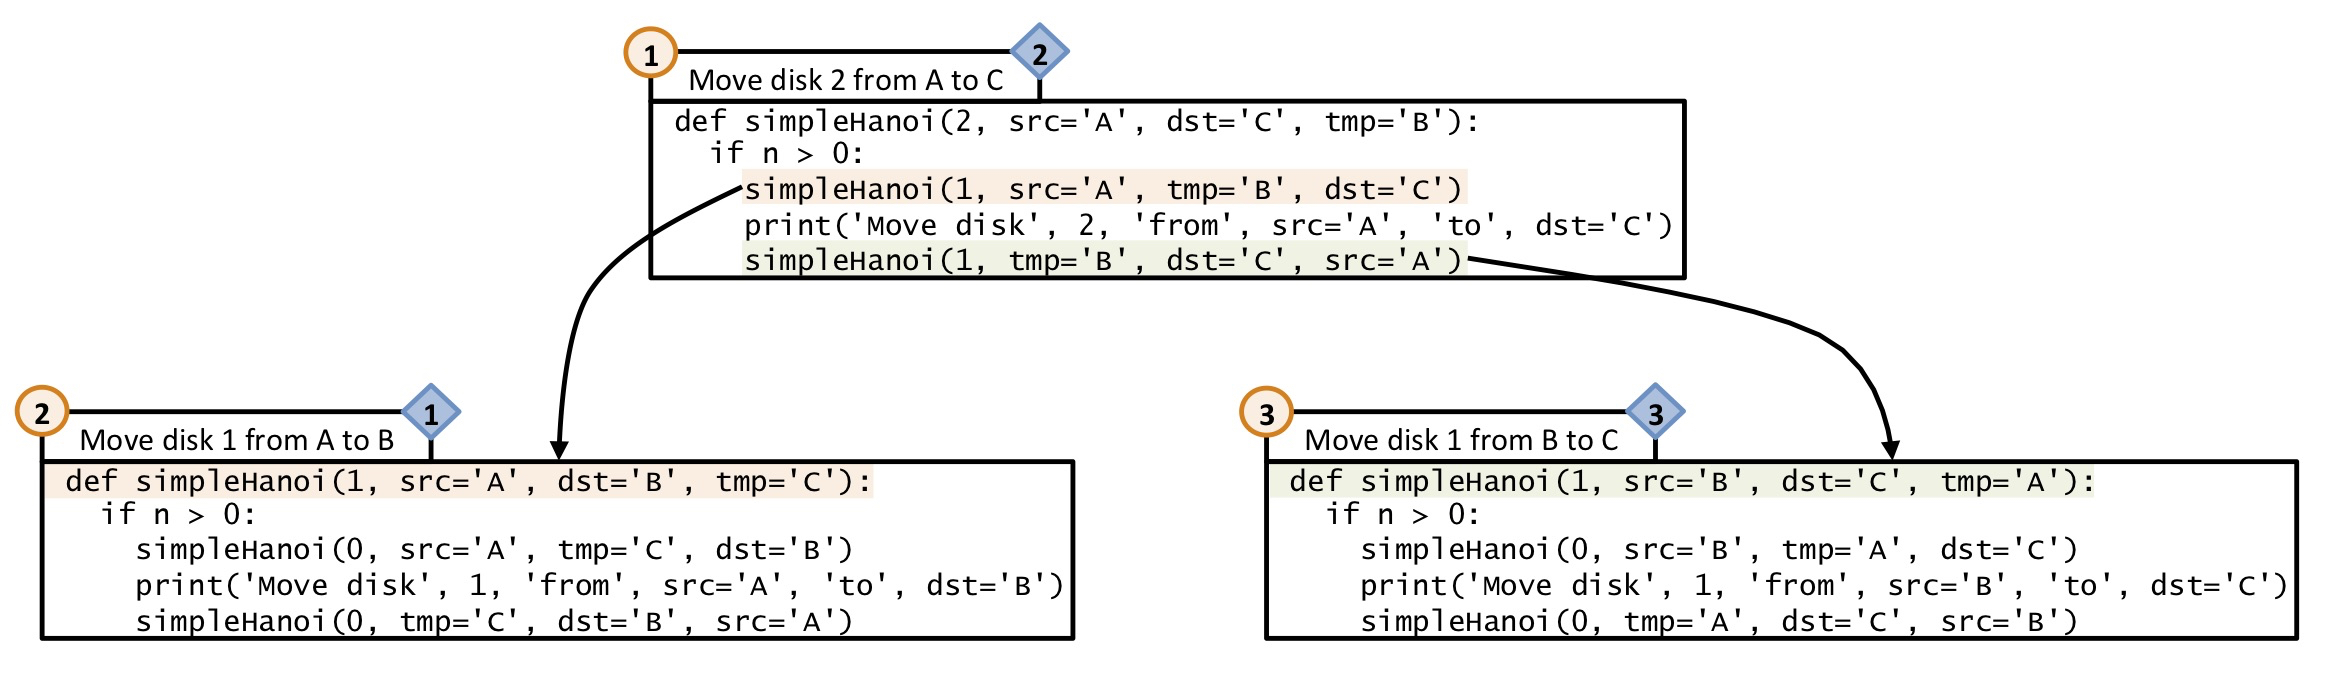 1
2
Move disk 2 from A to C
def simpleHanoi(2, src='A', dst='C', tmp='B'):
if n > 0:
simpleHanoi(1, src='A', tmp='B', dst='C')
print('Move disk', 2, 'from', src='A', 'to', dst='C')
simpleHanoi(1, tmp='B', dst='C', src='A')
2
1
Move disk 1 from A to B
def simpleHanoi(1, src='A', dst='B', tmp='C'):
if n > 0:
simpleHanoi(0, src='A', tmp='C', dst='B')
print('Move disk', 1, 'from', src='A', 'to', dst='B')
simpleHanoi(0, tmp='C', dst='B', src='A')
3
3
Move disk 1 from B to C
def simpleHanoi(1, src='B', dst='C', tmp='A'):
if n > 0:
simpleHanoi(0, src='B', tmp='A', dst='C')
print('Move disk', 1, 'from', src='B', 'to', dst='C')
simpleHanoi(0, tmp='A', dst='C', src='B')